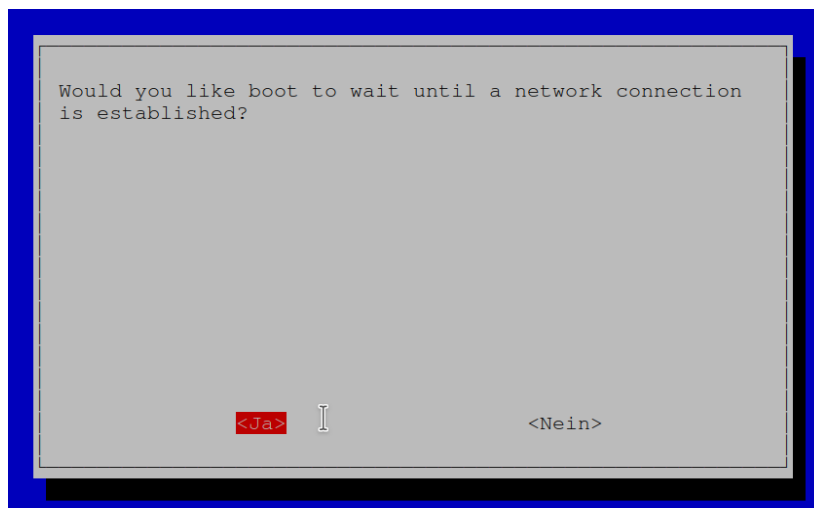 Would you like boot to wait until a network connection
is established?
<Ja> <Nein>